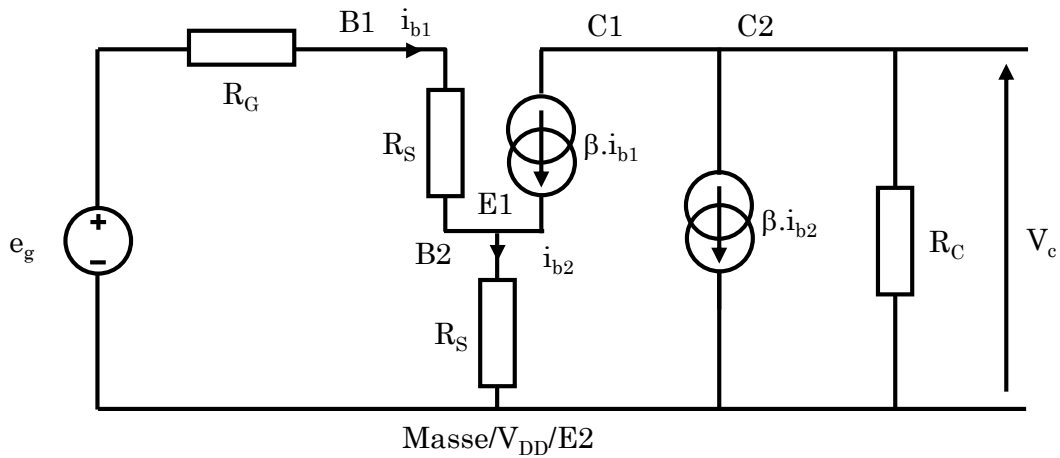 B1 i_b1 C1 C2
R_G
R_S β.i_b1
E1
e_g B2 i_b2 β.i_b2 R_C V_c
R_S
Masse/V_DD/E2